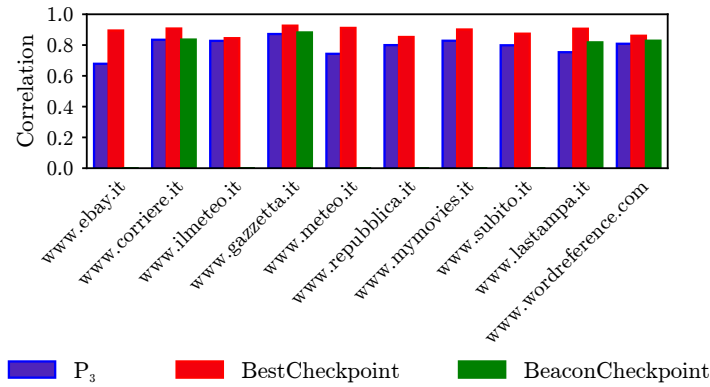 1.0
0.8
0.6
0.4
0.2
0.0
Correlation
www.ebay.it
www.corriere.it
www.ilmeteo.it
www.gazzetta.it
www.meteo.it
www.repubblica.it
www.mymovies.it
www.subito.it
www.lastampa.it
www.wordreference.com
P₃
BestCheckpoint
BeaconCheckpoint